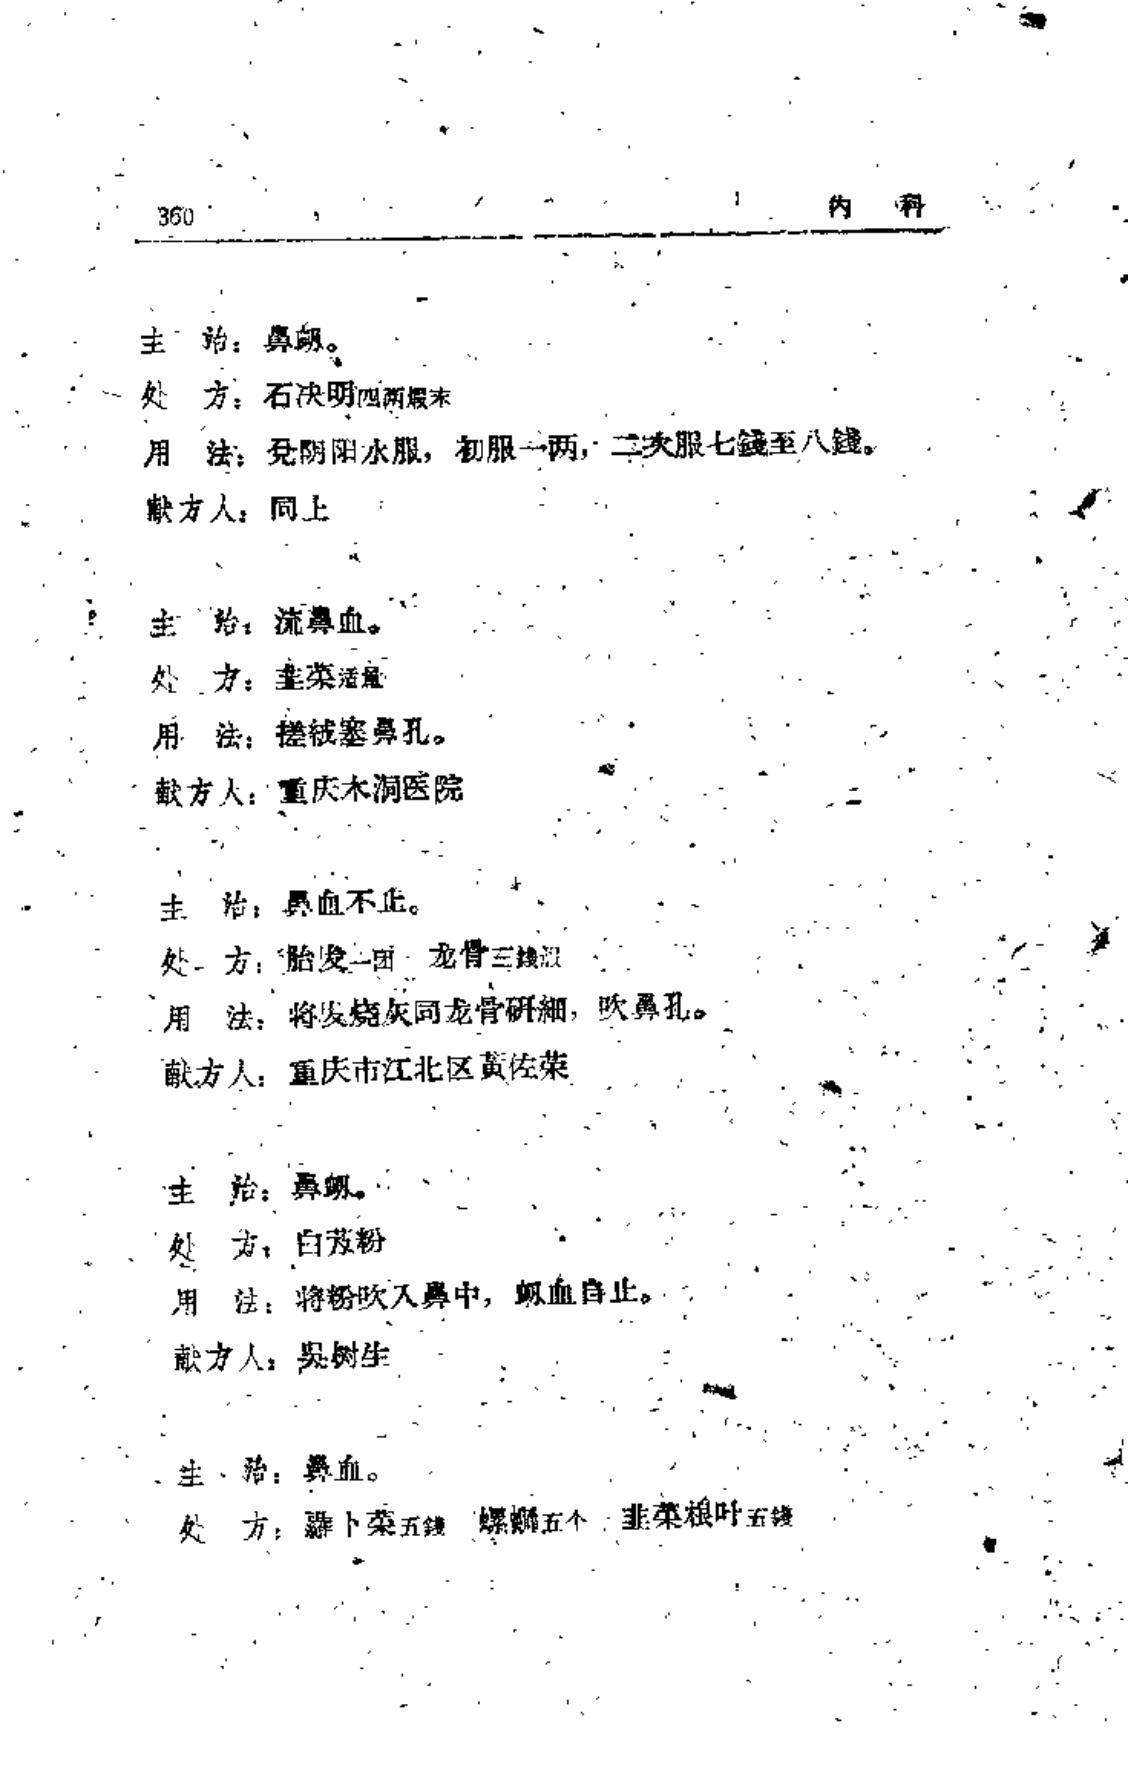 360 内 科
主 治：鼻衄。
处 方：石决明四两煅末
用 法：兑阴阳水服，初服一两，二次服七錢至八錢。
献方人：同上
主 治：流鼻血。
处 方：韭菜适量
用 法：搓绒塞鼻孔。
献方人：重庆木洞医院
主 治：鼻血不止。
处 方：胎发一团 龙骨三錢
用 法：将发烧灰同龙骨研細，吹鼻孔。
献方人：重庆市江北区黃佐荣
主 治：鼻衄。
处 方：白芨粉
用 法：将粉吹入鼻中，衄血自止。
献方人：吳树生
主 治：鼻血。
处 方：蘿卜菜五錢 螺螄五个 韭菜根叶五錢